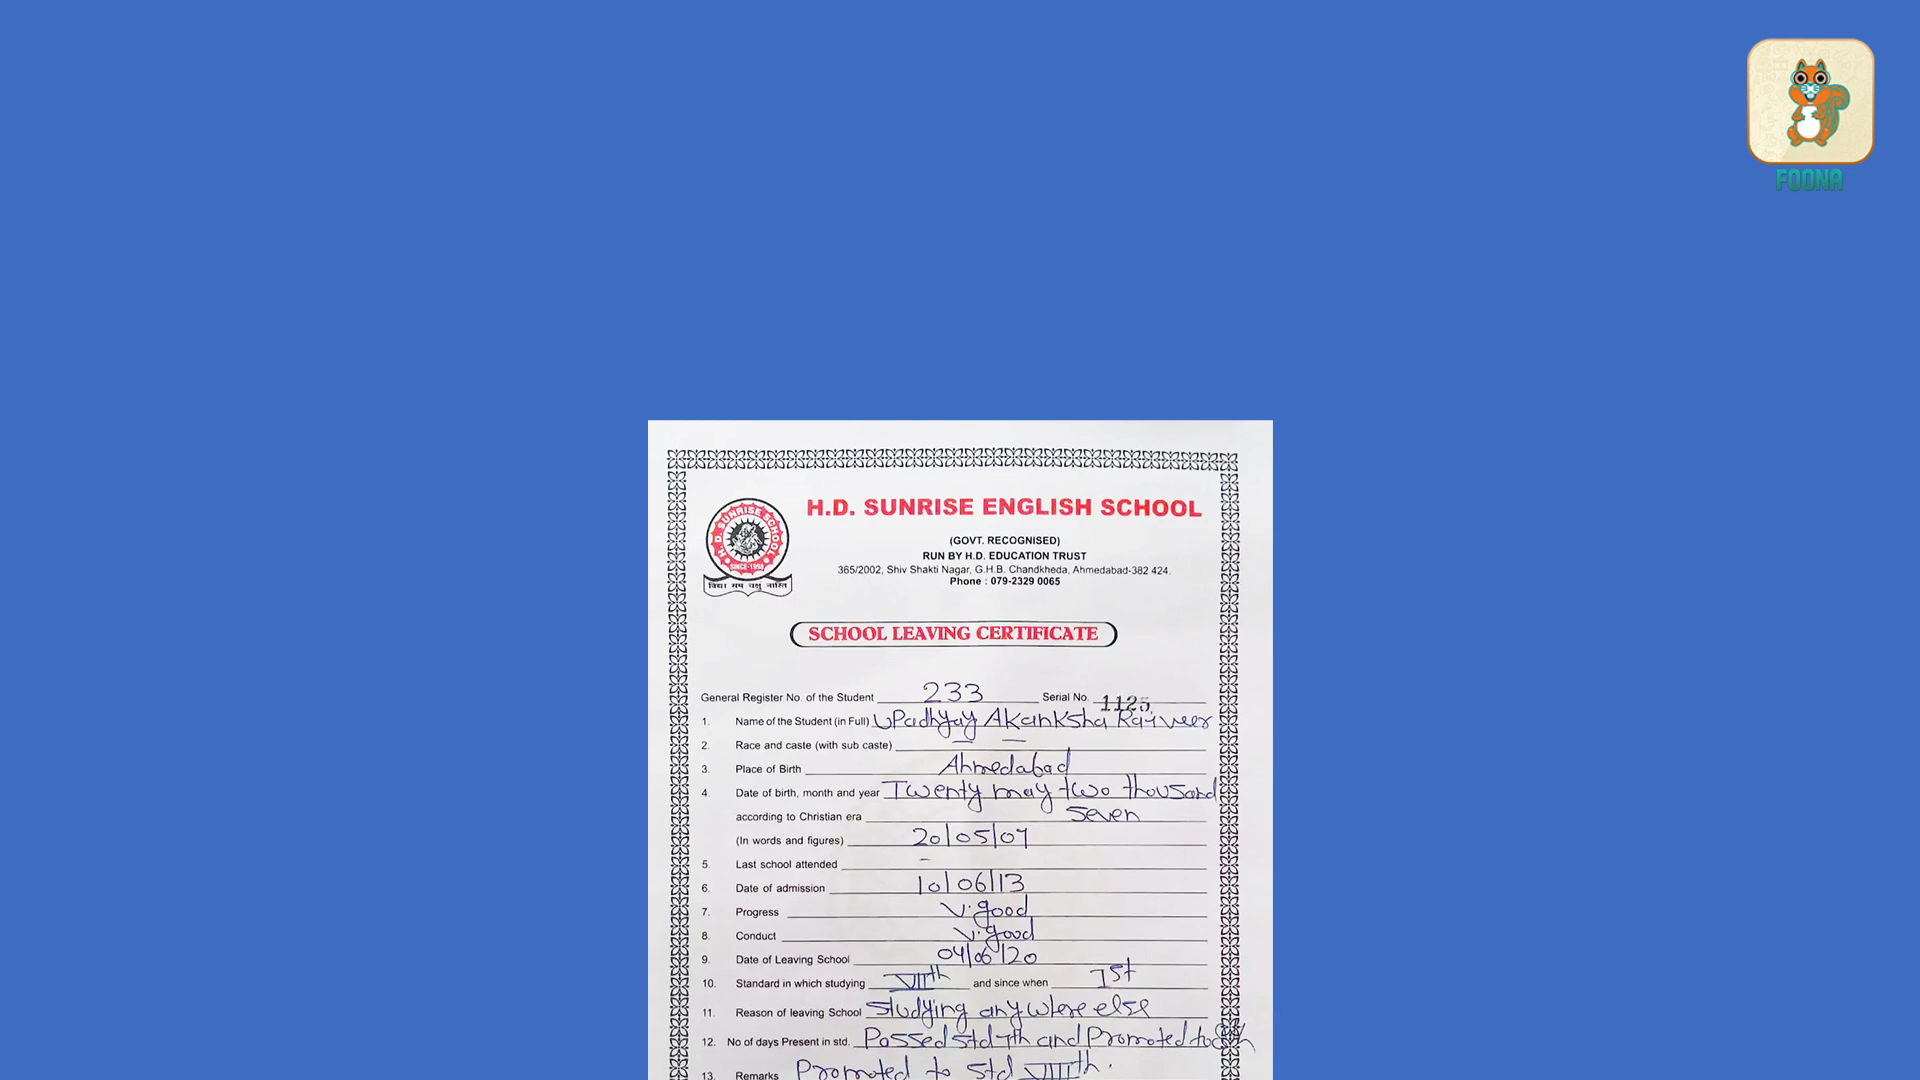 FOONA
H.D. SUNRISE ENGLISH SCHOOL
(GOVT. RECOGNISED)
RUN BY H.D. EDUCATION TRUST
365/2002, Shiv Shakti Nagar, G.H.B. Chandkheda, Ahmedabad-382 424.
Phone : 079-2329 0065
H. D. SUNRISE SCHOOL
SINCE-1998
SCHOOL LEAVING CERTIFICATE
General Register No. of the Student 233 Serial No. 1125
1. Name of the Student (in Full) UPadhyay Akanksha Rajveer
2. Race and caste (with sub caste)
3. Place of Birth Ahmedabad
4. Date of birth, month and year Twenty may two thousand
according to Christian era Seven
(In words and figures) 20/05/07
5. Last school attended –
6. Date of admission 10/06/13
7. Progress V.good
8. Conduct V.good
9. Date of Leaving School 04/06/20
10. Standard in which studying VIIth and since when 1st
11. Reason of leaving School Studying anywhere else
12. No of days Present in std. Passed std 7th and Promoted to 8th
13. Remarks Promoted to Std VIIIth.